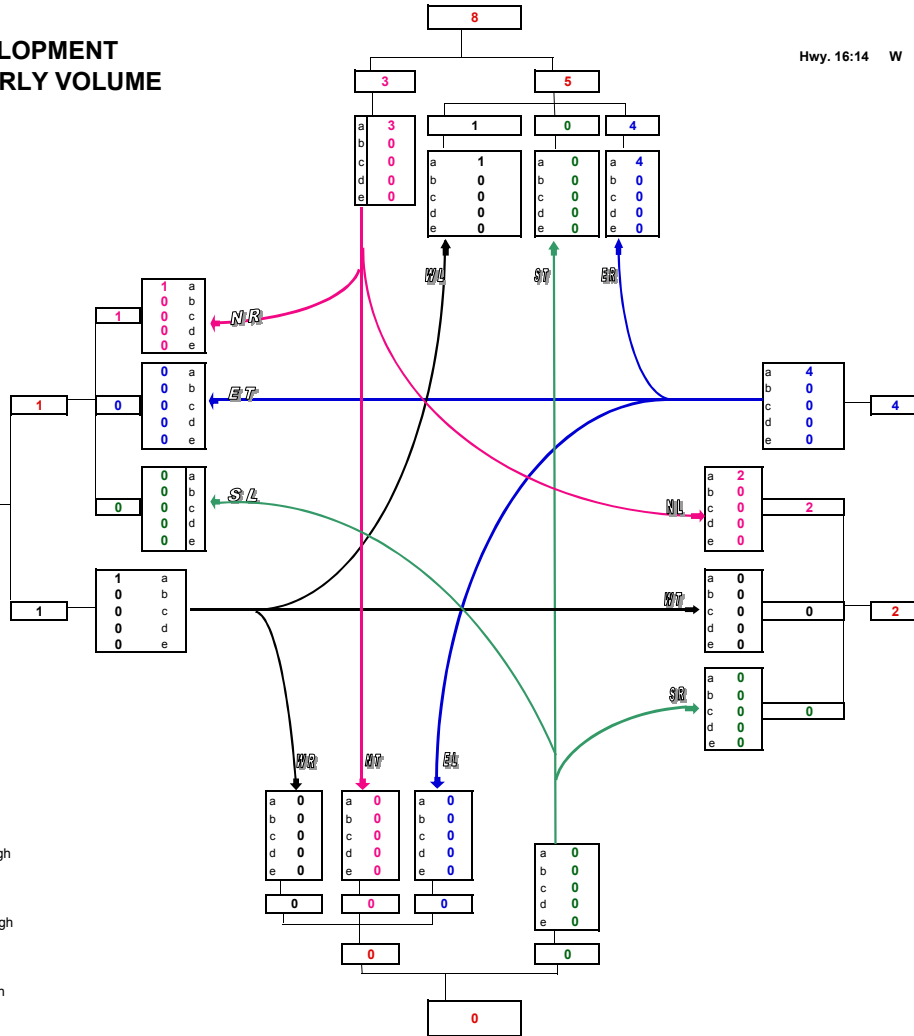 8
LOPMENT
Hwy. 16:14 W
RLY VOLUME
3
5
1
0
4
a 3
b 0
c 0
d 0
e 0
a 1
b 0
c 0
d 0
e 0
a 0
b 0
c 0
d 0
e 0
a 4
b 0
c 0
d 0
e 0
WL
ST
ER
1
1 a
0 b
0 c
0 d
0 e
NR
1
0
0 a
0 b
0 c
0 d
0 e
ET
a 4
b 0
c 0
d 0
e 0
4
0
0 a
0 b
0 c
0 d
0 e
SL
NL
a 2
b 0
c 0
d 0
e 0
2
1
1 a
0 b
0 c
0 d
0 e
WT
a 0
b 0
c 0
d 0
e 0
0
2
SR
a 0
b 0
c 0
d 0
e 0
0
WR
NT
EL
a 0
b 0
c 0
d 0
e 0
a 0
b 0
c 0
d 0
e 0
a 0
b 0
c 0
d 0
e 0
a 0
b 0
c 0
d 0
e 0
gh
gh
h
0
0
0
0
0
0